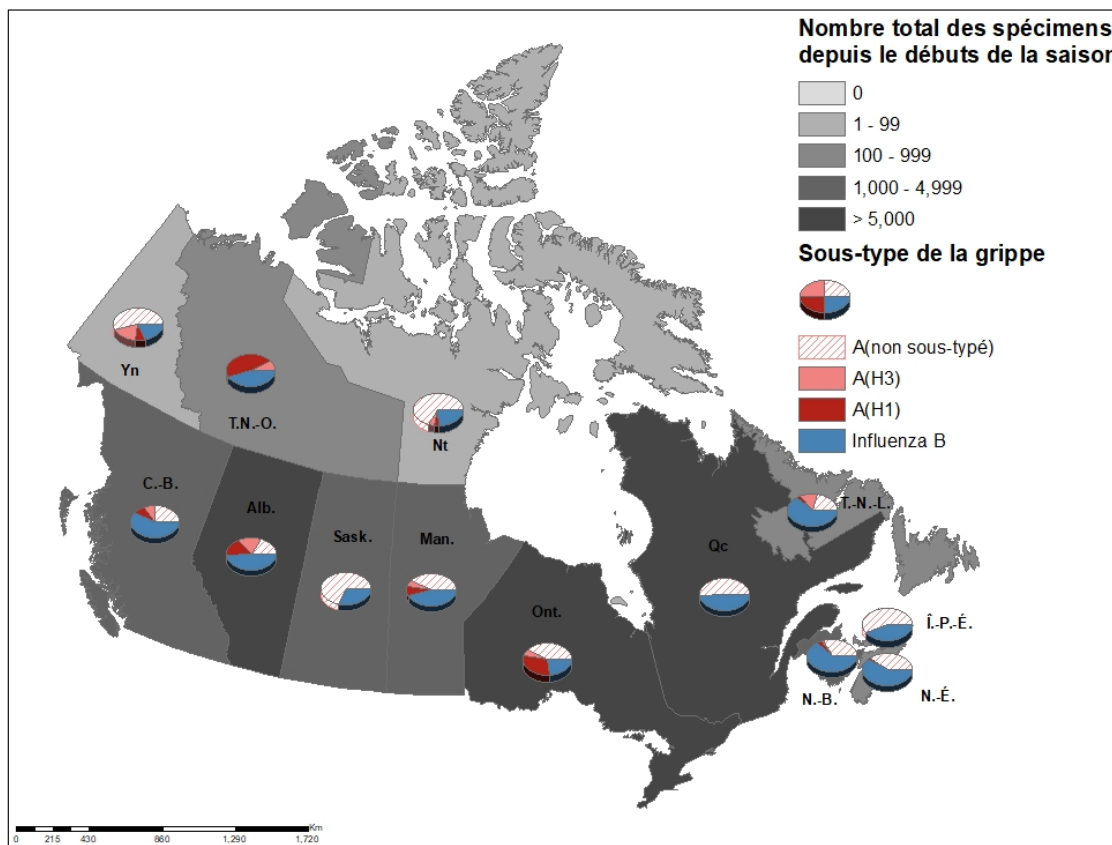 Nombre total des spécimens
depuis le débuts de la saison
0
1 - 99
100 - 999
1,000 - 4,999
> 5,000
Sous-type de la grippe
A(non sous-typé)
A(H3)
A(H1)
Influenza B
Yn
T.N.-O.
Nt
C.-B.
Alb.
Sask.
Man.
Ont.
Qc
T.-N.-L.
Î.-P.-É.
N.-B.
N.-É.
Km
0 215 430 860 1,290 1,720